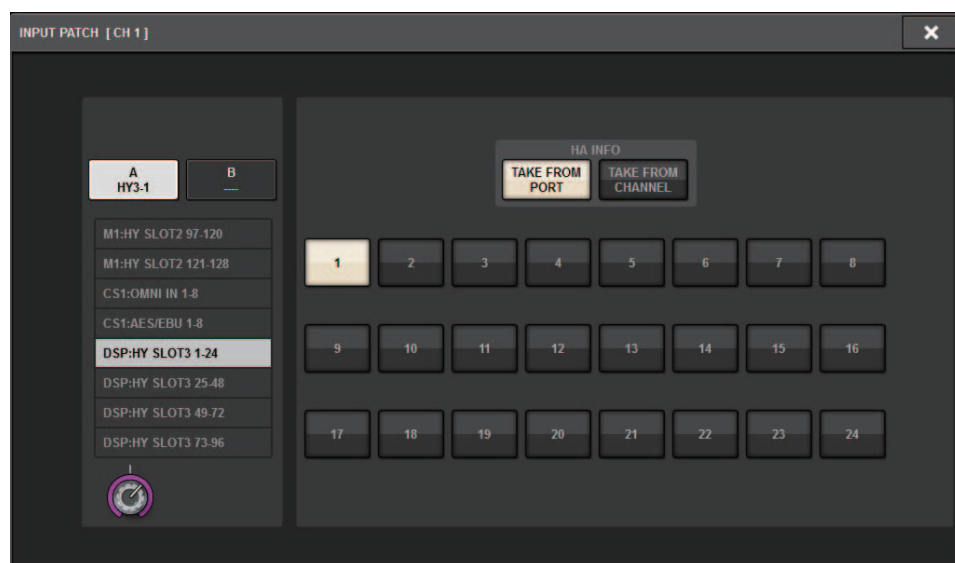 INPUT PATCH [ CH 1 ]
A
HY3-1
B
----
M1:HY SLOT2 97-120
M1:HY SLOT2 121-128
CS1:OMNI IN 1-8
CS1:AES/EBU 1-8
DSP:HY SLOT3 1-24
DSP:HY SLOT3 25-48
DSP:HY SLOT3 49-72
DSP:HY SLOT3 73-96
HA INFO
TAKE FROM
PORT
TAKE FROM
CHANNEL
1 2 3 4 5 6 7 8
9 10 11 12 13 14 15 16
17 18 19 20 21 22 23 24